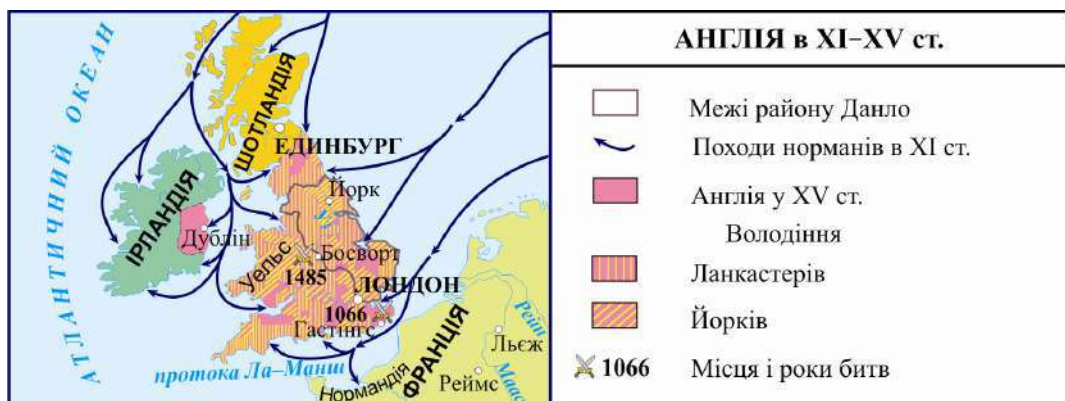 АТЛАНТИЧНИЙ ОКЕАН
ШОТЛАНДІЯ
ЕДИНБУРГ
ІРЛАНДІЯ
Дублін
Йорк
Уельс
Босворт
1485
ЛОНДОН
1066
Гастингс
протока Ла–Манш
Нормандія
ФРАНЦІЯ
Льєж
Реймс
Рейн
Маас
АНГЛІЯ в XI–XV ст.
Межі району Данло
Походи норманів в XI ст.
Англія у XV ст.
Володіння
Ланкастерів
Йорків
1066 Місця і роки битв